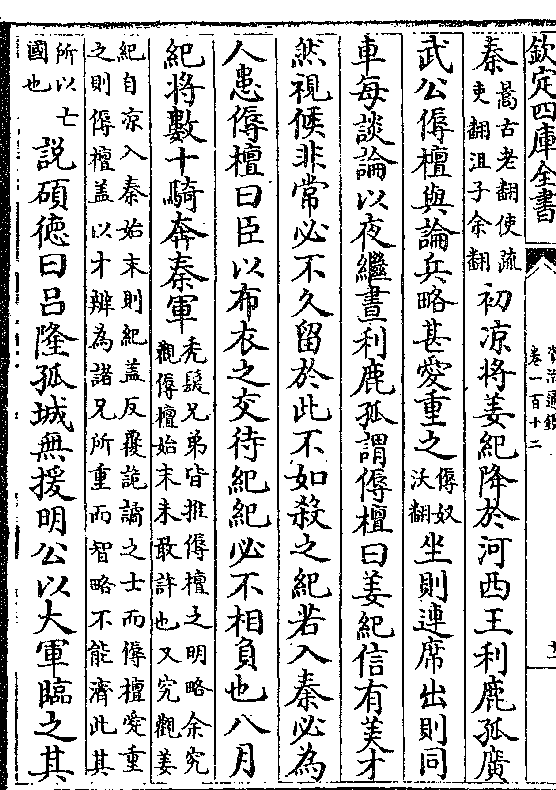 欽定四庫全書
資治通鑑
卷一百十二
秦暠古老翻使疏吏翻沮子余翻初凉將姜紀降於河西王利鹿孤廣
武公傉檀與論兵略甚愛重之傉奴沃翻坐則連席出則同
車每談論以夜繼晝利鹿孤謂傉檀曰姜紀信有美才
然視候非常必不久留於此不如殺之紀若入秦必為
人患傉檀曰臣以布衣之交待紀紀必不相負也八月
紀將數十騎奔秦軍秃髮兄弟皆推傉檀之明略余究觀傉檀始末未敢許也又究觀姜
紀自凉入秦始末則紀盖反覆詭譎之士而傉檀愛重之則傉檀盖以才辨為諸兄所重而智略不能濟此其
所以亡國也説碩徳曰吕隆孤城無援明公以大軍臨之其